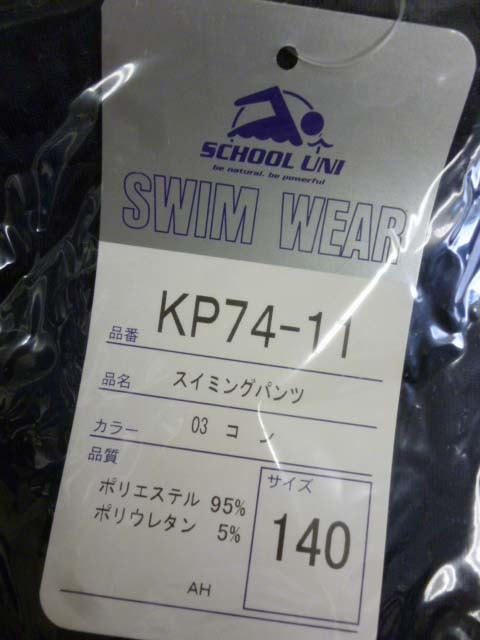 SCHOOL UNI
be natural. be powerful
SWIM WEAR
品番 KP74-11
品名 スイミングパンツ
カラー 03 コン
品質
ポリエステル 95%
ポリウレタン 5%
サイズ
140
AH